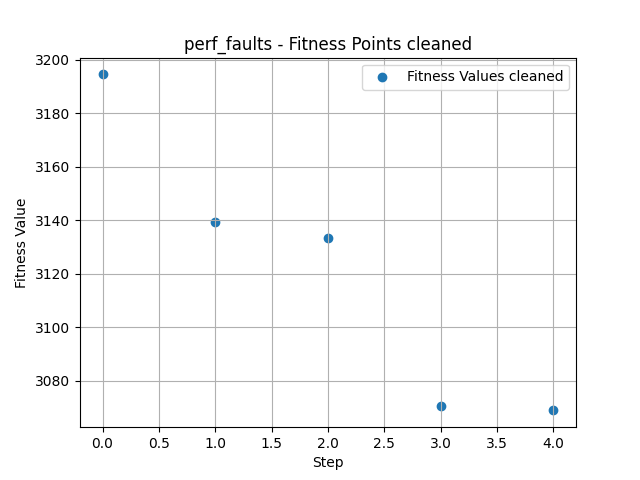 perf_faults - Fitness Points cleaned
Fitness Values cleaned
3200
3180
3160
3140
3120
3100
3080
Fitness Value
0.0 0.5 1.0 1.5 2.0 2.5 3.0 3.5 4.0
Step